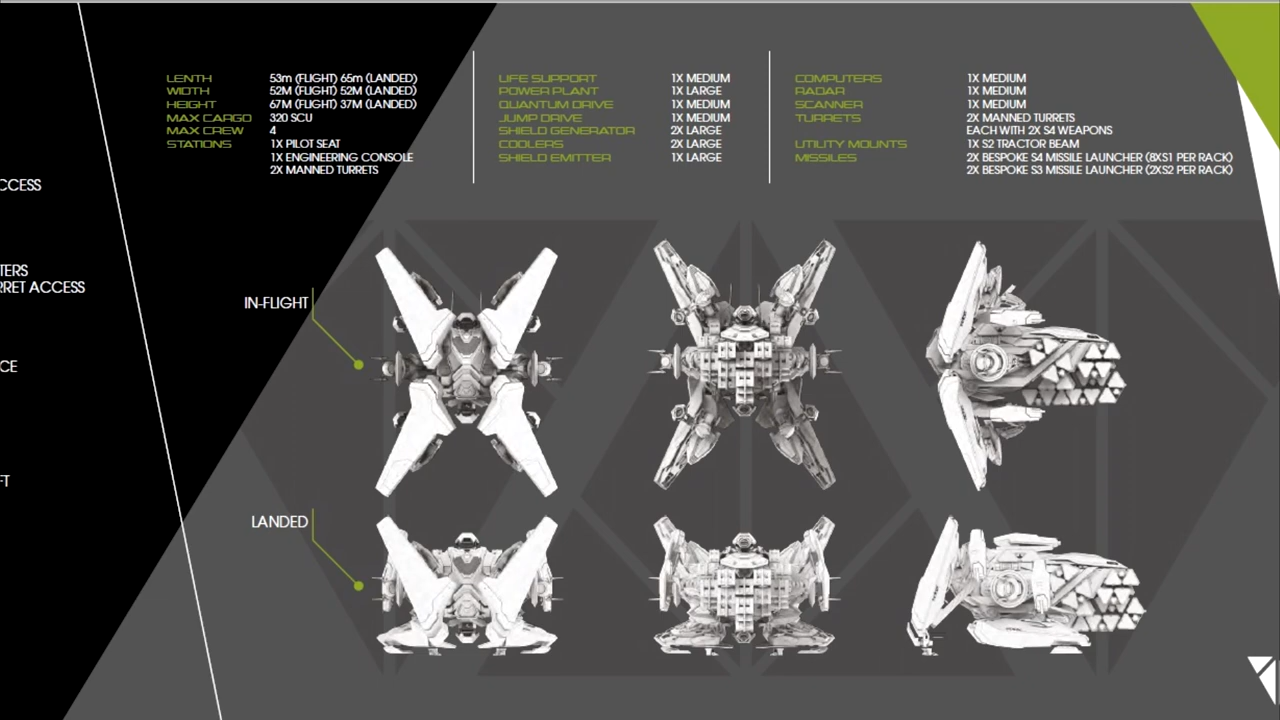 CCESS
TERS
RRET ACCESS
CE
FT
LENTH 53m (FLIGHT) 65m (LANDED)
WIDTH 52M (FLIGHT) 52M (LANDED)
HEIGHT 67M (FLIGHT) 37M (LANDED)
MAX CARGO 320 SCU
MAX CREW 4
STATIONS 1X PILOT SEAT
1X ENGINEERING CONSOLE
2X MANNED TURRETS
LIFE SUPPORT 1X MEDIUM
POWER PLANT 1X LARGE
QUANTUM DRIVE 1X MEDIUM
JUMP DRIVE 1X MEDIUM
SHIELD GENERATOR 2X LARGE
COOLERS 2X LARGE
SHIELD EMITTER 1X LARGE
COMPUTERS 1X MEDIUM
RADAR 1X MEDIUM
SCANNER 1X MEDIUM
TURRETS 2X MANNED TURRETS
EACH WITH 2X S4 WEAPONS
UTILITY MOUNTS 1X S2 TRACTOR BEAM
MISSILES 2X BESPOKE S4 MISSILE LAUNCHER (8XS1 PER RACK)
2X BESPOKE S3 MISSILE LAUNCHER (2XS2 PER RACK)
IN-FLIGHT
LANDED